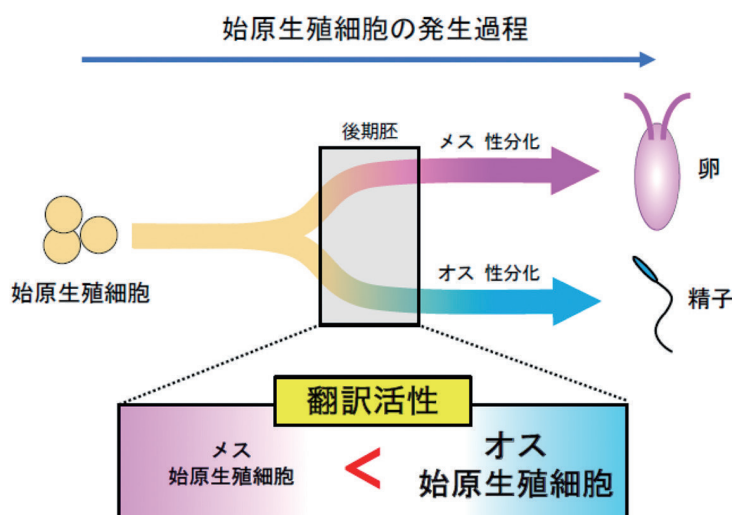 始原生殖細胞の発生過程
後期胚
メス 性分化
卵
始原生殖細胞
オス 性分化
精子
翻訳活性
メス
始原生殖細胞
<
オス
始原生殖細胞